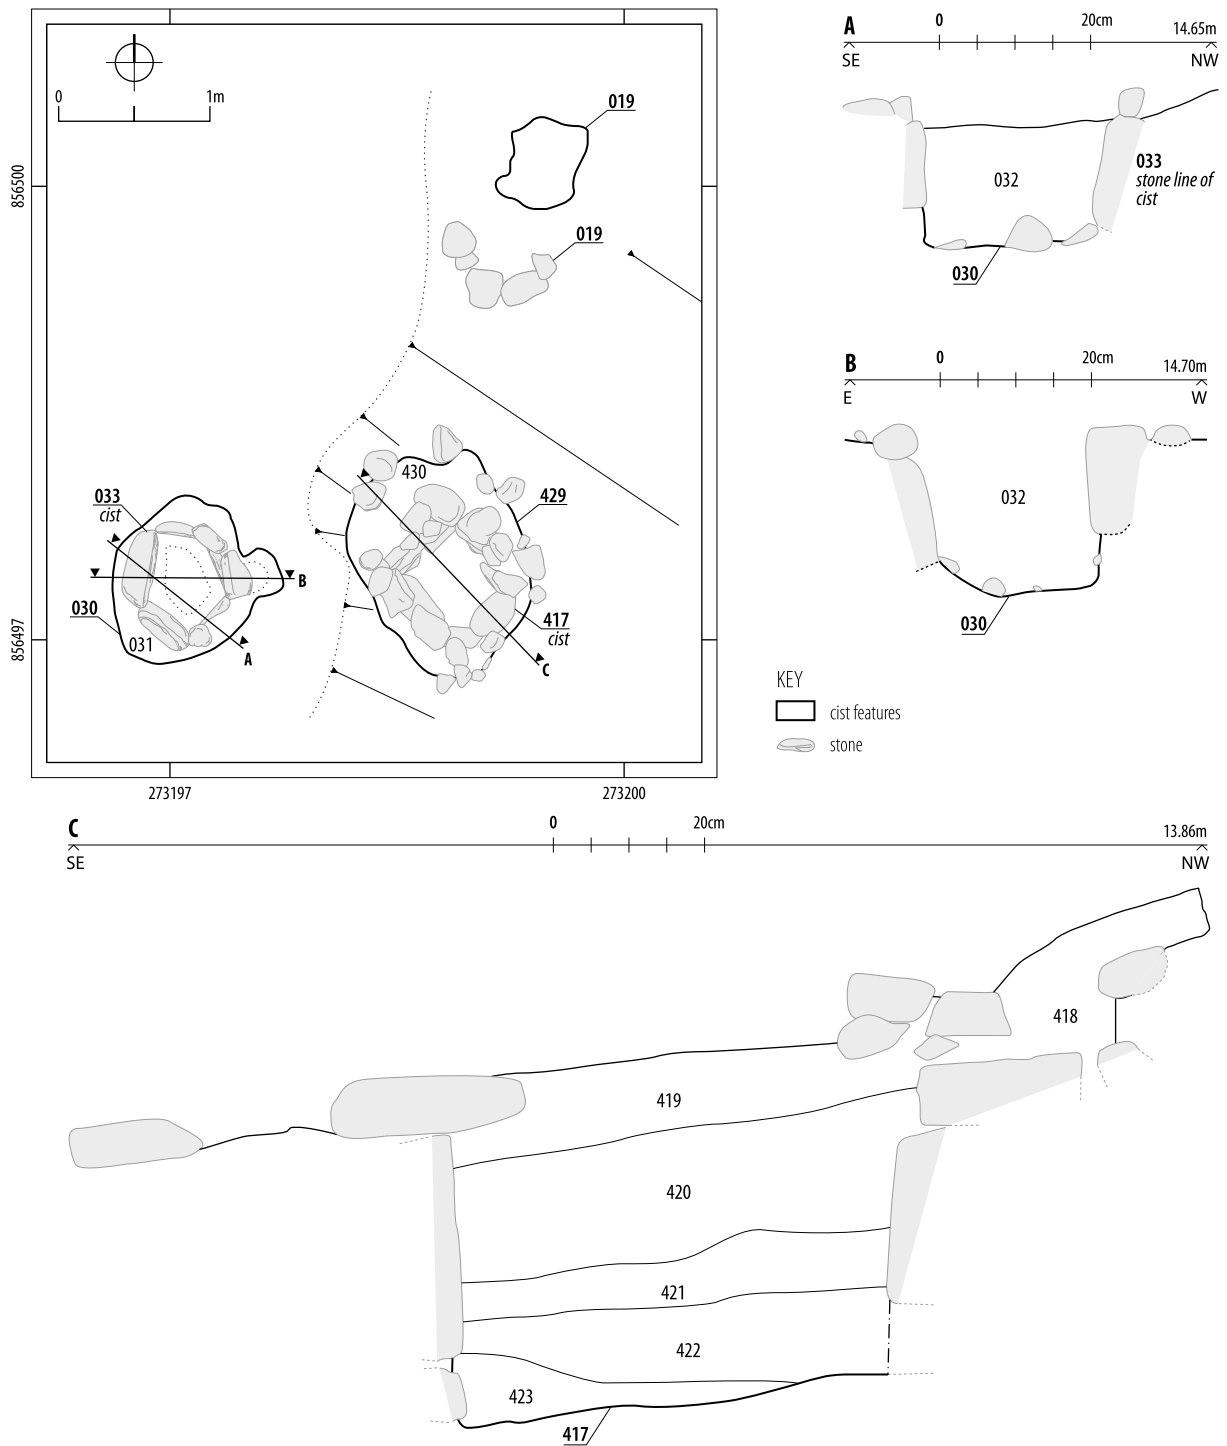 0 1m
019
019
856500
430
429
033
cist
B
030
031
A
417
cist
C
856497
273197 273200
A 0 20cm 14.65m
SE NW
032
033
stone line of
cist
030
B 0 20cm 14.70m
E W
032
030
KEY
cist features
stone
C 0 20cm 13.86m
SE NW
418
419
420
421
422
423
417